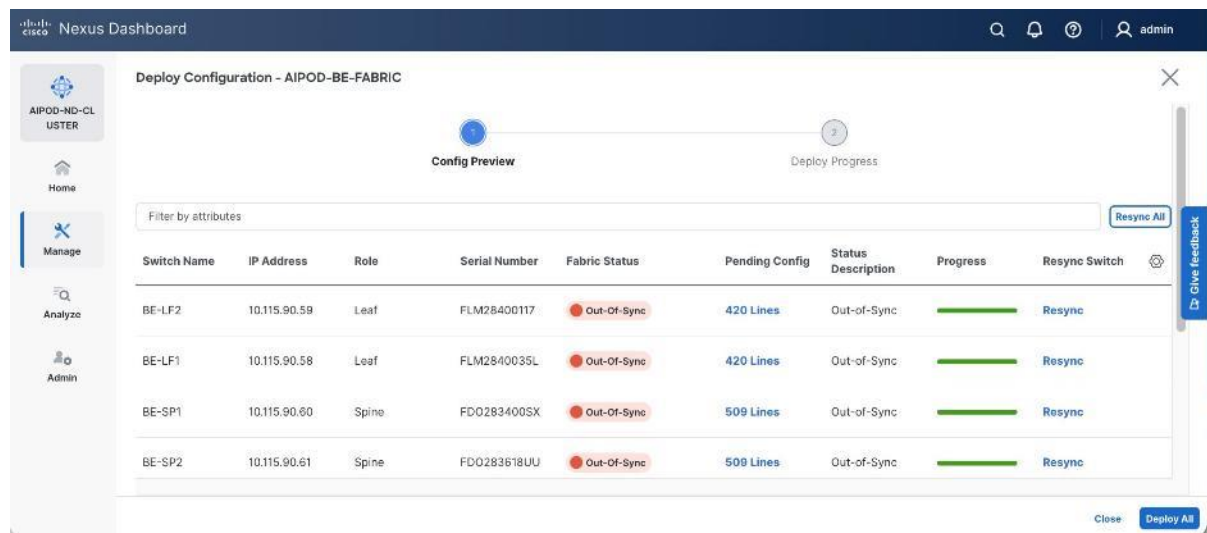 cisco Nexus Dashboard
admin
AIPOD-ND-CL
USTER
Home
Manage
Analyze
Admin
Deploy Configuration - AIPOD-BE-FABRIC
1
2
Config Preview
Deploy Progress
Filter by attributes
Resync All
Switch Name IP Address Role Serial Number Fabric Status Pending Config Status Description Progress Resync Switch
BE-LF2 10.115.90.59 Leaf FLM28400117 Out-Of-Sync 420 Lines Out-of-Sync Resync
BE-LF1 10.115.90.58 Leaf FLM2840035L Out-Of-Sync 420 Lines Out-of-Sync Resync
BE-SP1 10.115.90.60 Spine FDO283400SX Out-Of-Sync 509 Lines Out-of-Sync Resync
BE-SP2 10.115.90.61 Spine FDO283618UU Out-Of-Sync 509 Lines Out-of-Sync Resync
Give feedback
Close
Deploy All